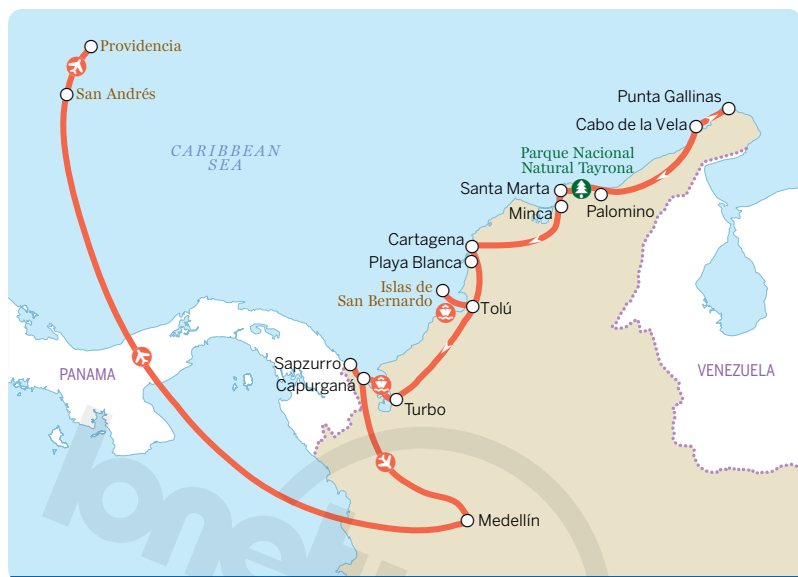 Providencia
San Andrés
CARIBBEAN
SEA
Punta Gallinas
Cabo de la Vela
Parque Nacional
Natural Tayrona
Santa Marta
Minca
Palomino
Cartagena
Playa Blanca
Islas de
San Bernardo
Tolú
Sapzurro
Capurganá
PANAMA
VENEZUELA
Turbo
Medellín
lonely